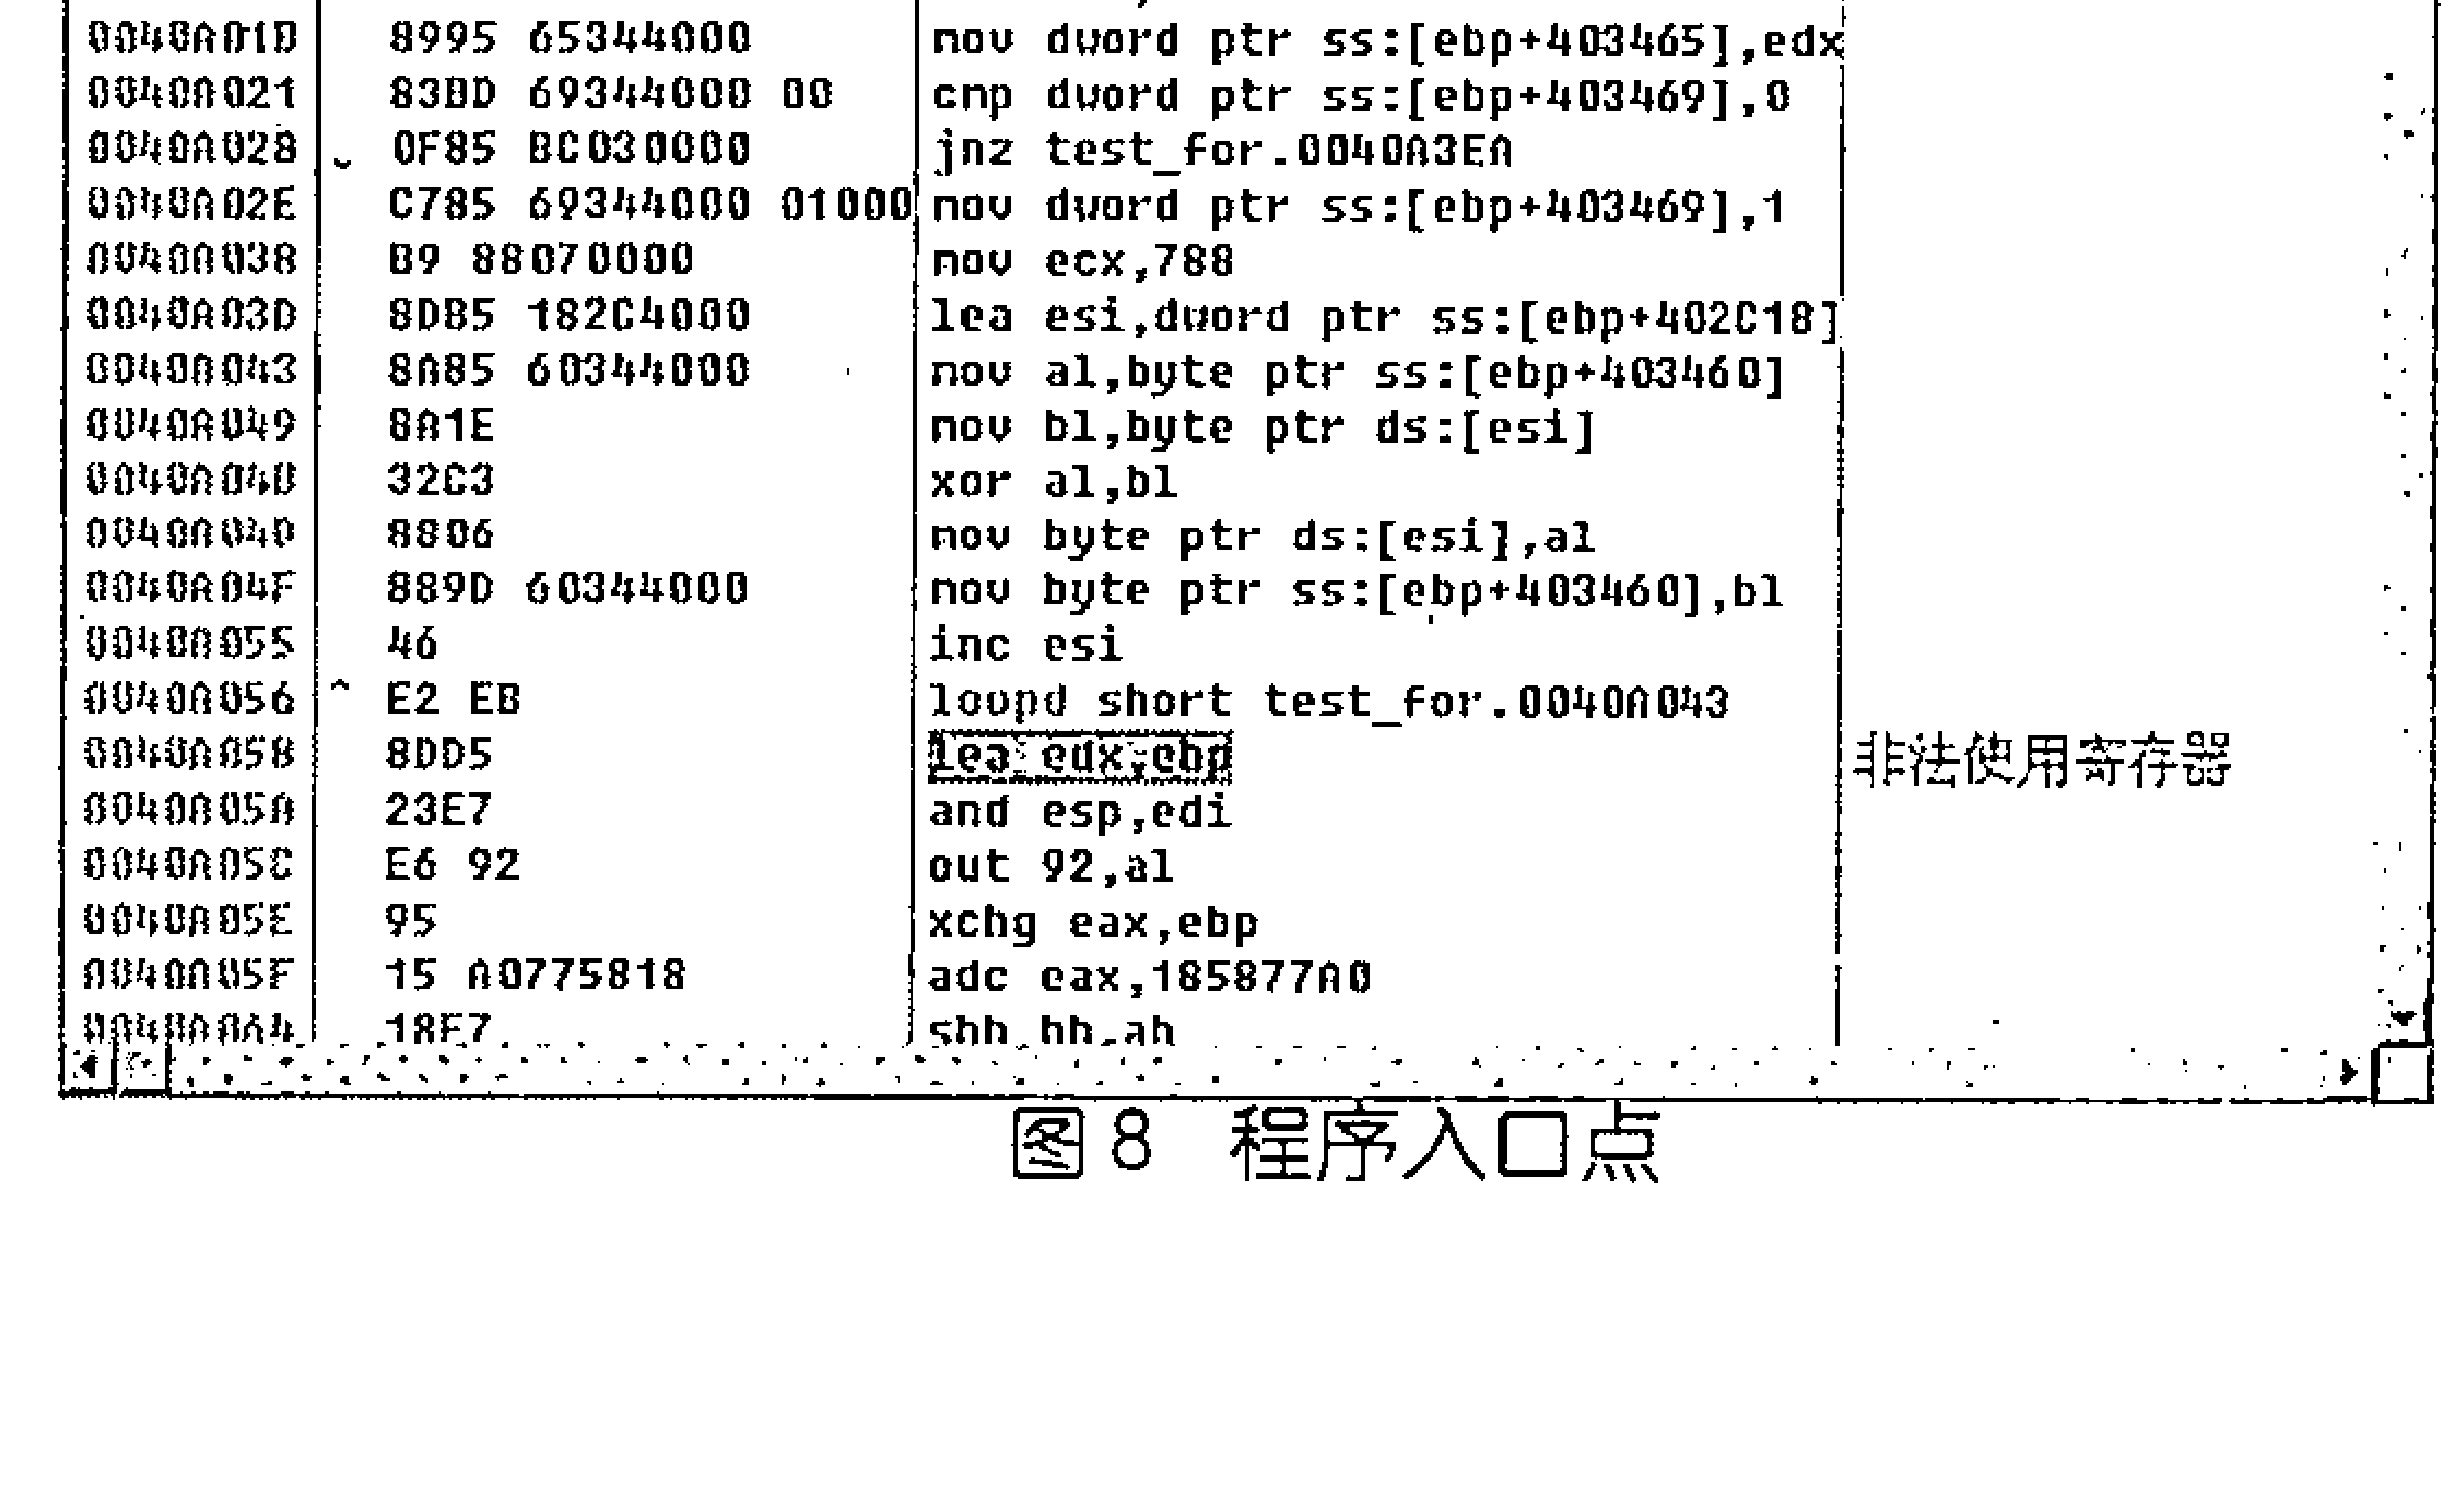 0040A01B 8995 65344000 mov dword ptr ss:[ebp+403465],edx
0040A021 83BD 69344000 00 cmp dword ptr ss:[ebp+403469],0
0040A028 0F85 BC030000 jnz test_for.0040A3EA
0040A02E C785 69344000 01000 mov dword ptr ss:[ebp+403469],1
0040A038 B9 88070000 mov ecx,788
0040A03D 8DB5 182C4000 lea esi,dword ptr ss:[ebp+402C18]
0040A043 8A85 60344000 mov al,byte ptr ss:[ebp+403460]
0040A049 8A1E mov bl,byte ptr ds:[esi]
0040A04B 32C3 xor al,bl
0040A04D 8806 mov byte ptr ds:[esi],al
0040A04F 889D 60344000 mov byte ptr ss:[ebp+403460],bl
0040A055 46 inc esi
0040A056 ^ E2 EB loopd short test_for.0040A043
0040A058 8DD5 lea edx,ebp 非法使用寄存器
0040A05A 23E7 and esp,edi
0040A05C E6 92 out 92,al
0040A05E 95 xchg eax,ebp
0040A05F 15 A0775818 adc eax,185877A0
0040A064 18E7 sbb bh,ah
图8 程序入口点